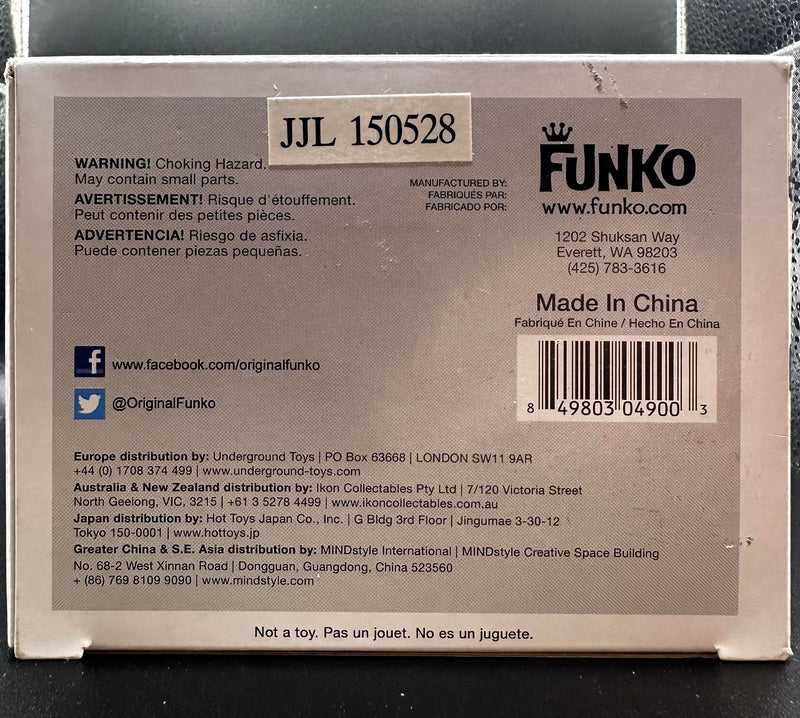 JJL 150528
WARNING! Choking Hazard.
May contain small parts.
AVERTISSEMENT! Risque d'étouffement.
Peut contenir des petites pièces.
ADVERTENCIA! Riesgo de asfixia.
Puede contener piezas pequeñas.
MANUFACTURED BY:
FABRIQUÉS PAR:
FABRICADO POR:
FUNKO
www.funko.com
1202 Shuksan Way
Everett, WA 98203
(425) 783-3616
Made In China
Fabriqué En Chine / Hecho En China
8 49803 04900 3
f www.facebook.com/originalfunko
@OriginalFunko
Europe distribution by: Underground Toys | PO Box 63668 | LONDON SW11 9AR
+44 (0) 1708 374 499 | www.underground-toys.com
Australia & New Zealand distribution by: Ikon Collectables Pty Ltd | 7/120 Victoria Street
North Geelong, VIC, 3215 | +61 3 5278 4499 | www.ikoncollectables.com.au
Japan distribution by: Hot Toys Japan Co., Inc. | G Bldg 3rd Floor | Jingumae 3-30-12
Tokyo 150-0001 | www.hottoys.jp
Greater China & S.E. Asia distribution by: MINDstyle International | MINDstyle Creative Space Building
No. 68-2 West Xinnan Road | Dongguan, Guangdong, China 523560
+ (86) 769 8109 9090 | www.mindstyle.com
Not a toy. Pas un jouet. No es un juguete.